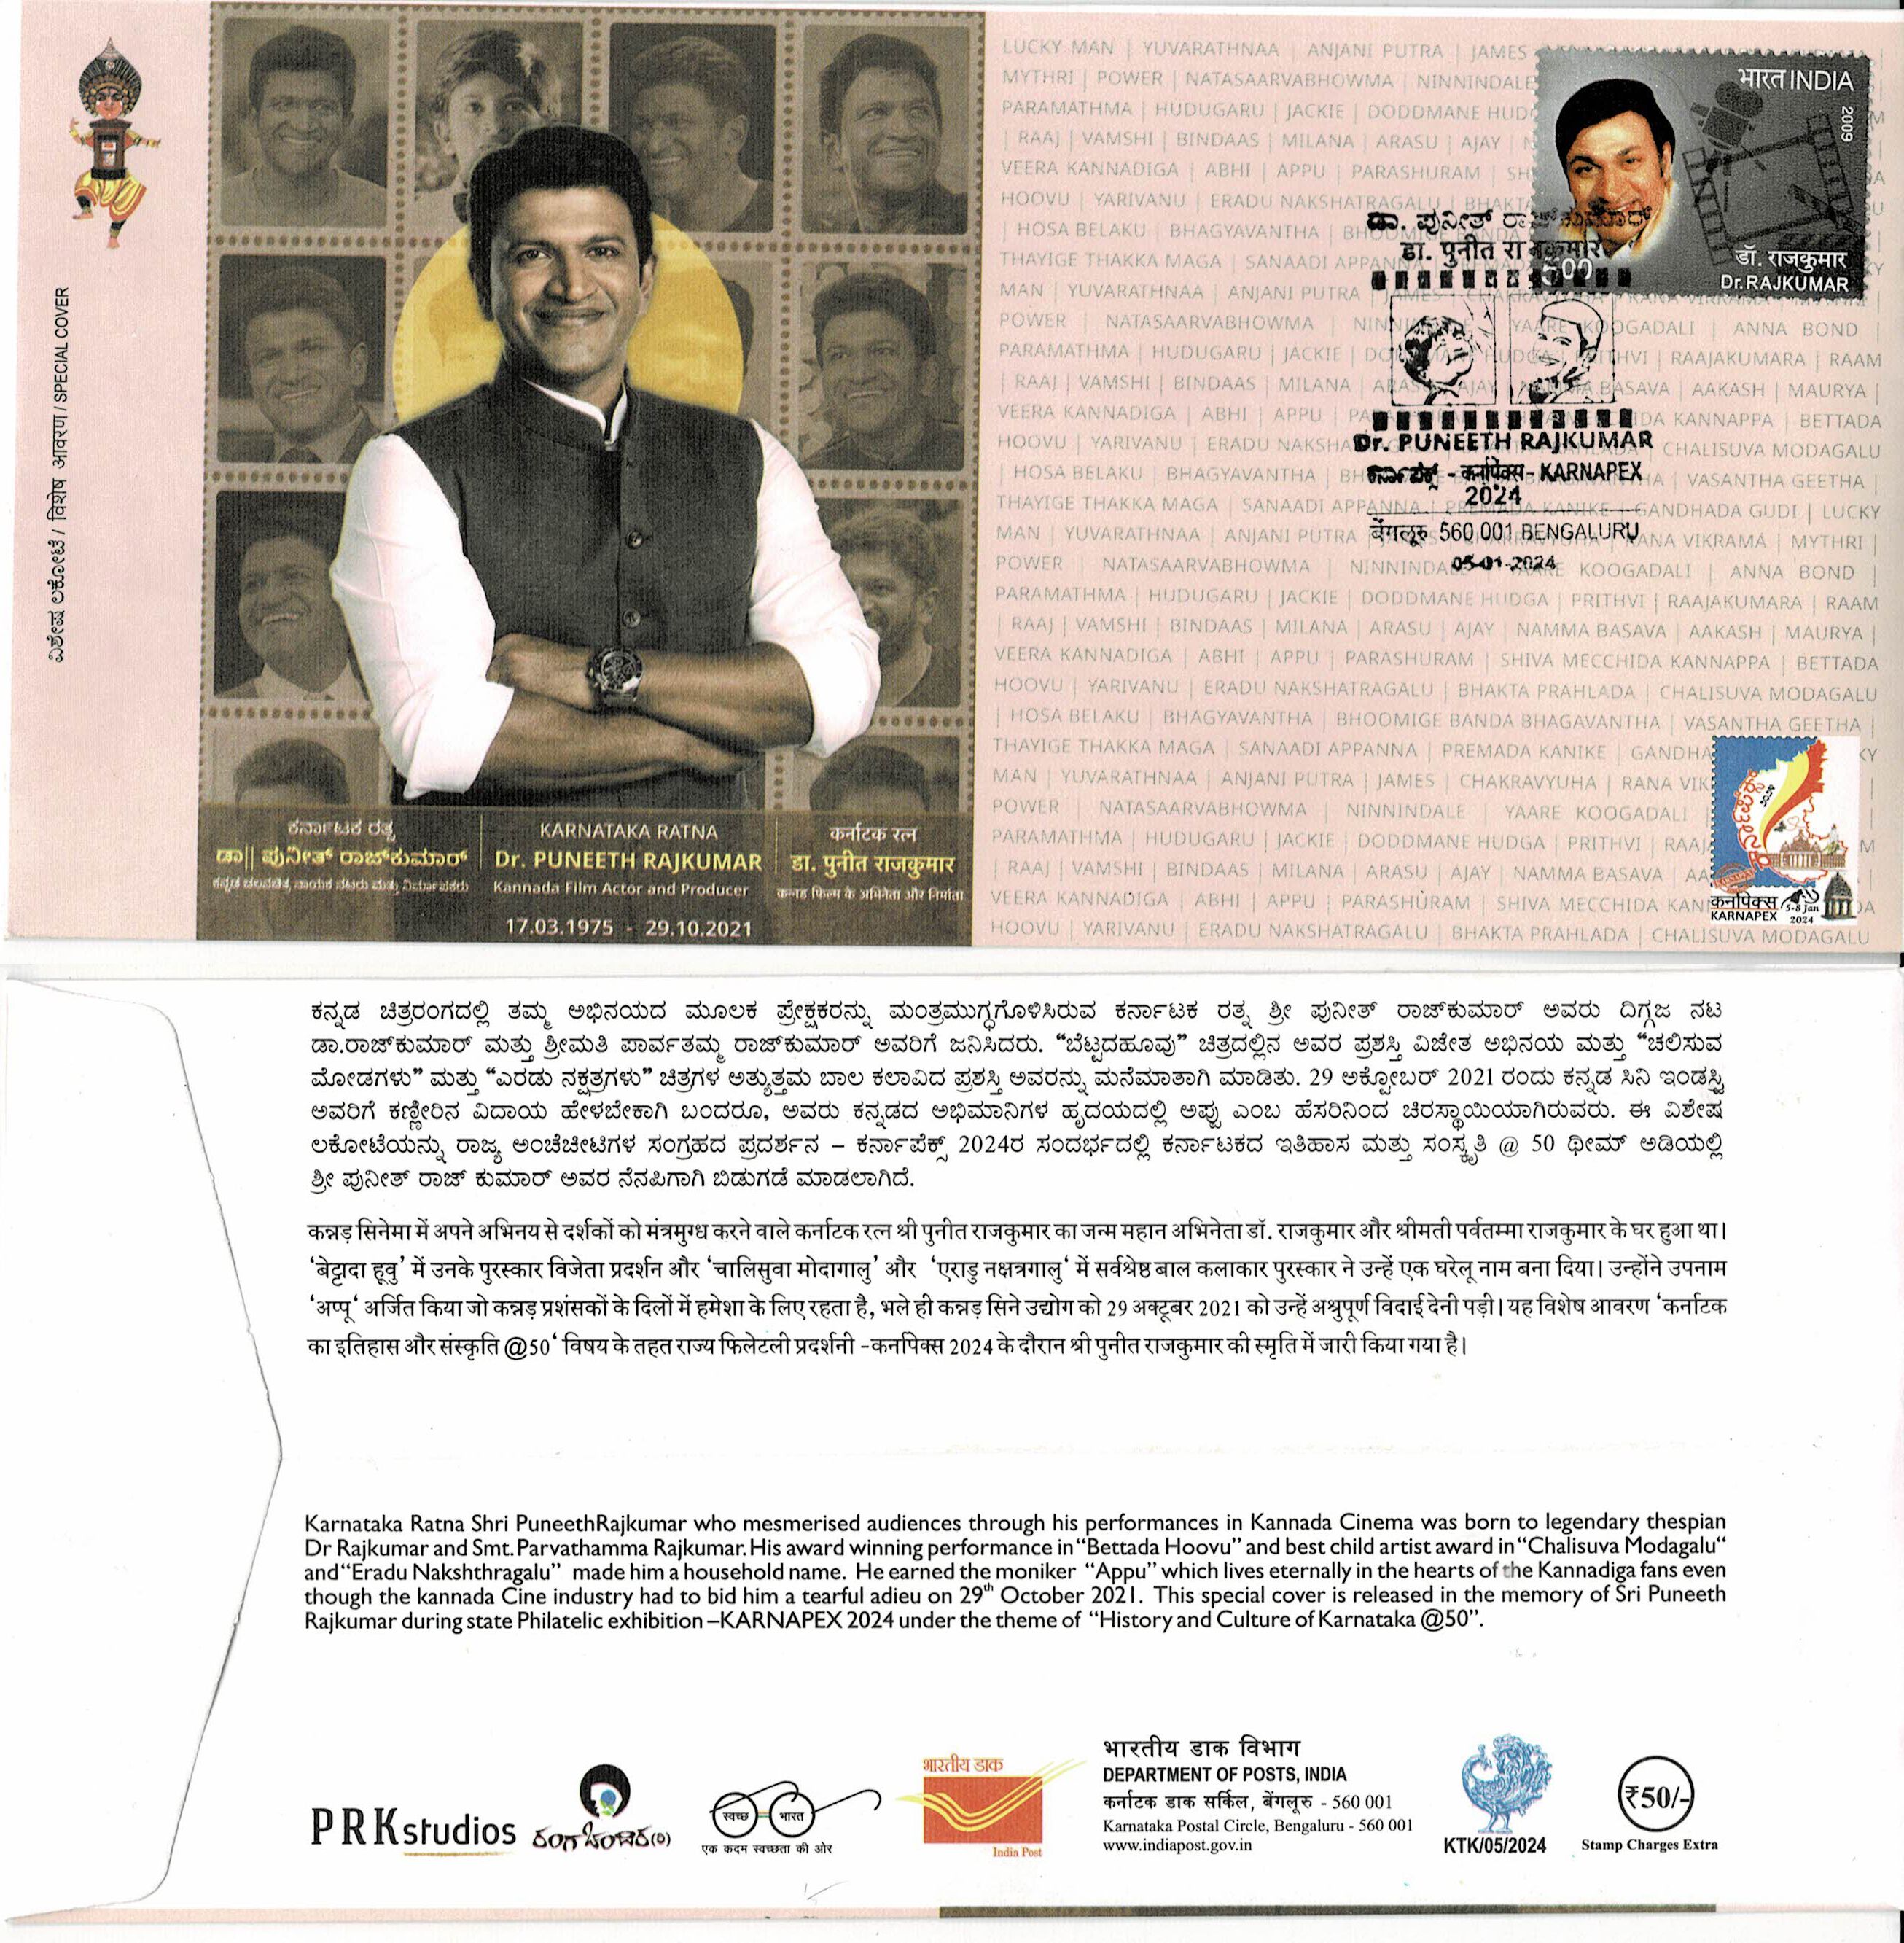 ವಿಶೇಷ ಲಕೋಟೆ / विशेष आवरण / SPECIAL COVER
ಕರ್ನಾಟಕ ರತ್ನ
ಡಾ|| ಪುನೀತ್ ರಾಜ್‌ಕುಮಾರ್
ಕನ್ನಡ ಚಲನಚಿತ್ರ ನಾಯಕ ನಟರು ಮತ್ತು ನಿರ್ಮಾಪಕರು
KARNATAKA RATNA
Dr. PUNEETH RAJKUMAR
Kannada Film Actor and Producer
17.03.1975 - 29.10.2021
कर्नाटक रत्न
डा. पुनीत राजकुमार
कन्नड फिल्म के अभिनेता और निर्माता
LUCKY MAN | YUVARATHNAA | ANJANI PUTRA | JAMES
MYTHRI | POWER | NATASAARVABHOWMA | NINNINDALE
PARAMATHMA | HUDUGARU | JACKIE | DODDMANE HUD
| RAAJ | VAMSHI | BINDAAS | MILANA | ARASU | AJAY |
VEERA KANNADIGA | ABHI | APPU | PARASHURAM | SH
HOOVU | YARIVANU | ERADU NAKSHATRAGALU | BHAKTA
| HOSA BELAKU | BHAGYAVANTHA | BHOOMIGE BANDA
THAYIGE THAKKA MAGA | SANAADI APPANNA
MAN | YUVARATHNAA | ANJANI PUTRA | JAMES | CHAKRAVYUHA | RANA VIKRAMA |
POWER | NATASAARVABHOWMA | NINNINDALE | YAARE KOOGADALI | ANNA BOND |
PARAMATHMA | HUDUGARU | JACKIE | DODDMANE HUDGA | PRITHVI | RAAJAKUMARA | RAAM
| RAAJ | VAMSHI | BINDAAS | MILANA | ARASU | AJAY | NAMMA BASAVA | AAKASH | MAURYA |
VEERA KANNADIGA | ABHI | APPU | PARASHURAM | SHIVA MECCHIDA KANNAPPA | BETTADA
HOOVU | YARIVANU | ERADU NAKSHATRAGALU | BHAKTA PRAHLADA | CHALISUVA MODAGALU
| HOSA BELAKU | BHAGYAVANTHA | BHOOMIGE BANDA BHAGAVANTHA | VASANTHA GEETHA |
THAYIGE THAKKA MAGA | SANAADI APPANNA | PREMADA KANIKE | GANDHADA GUDI | LUCKY
MAN | YUVARATHNAA | ANJANI PUTRA | JAMES | CHAKRAVYUHA | RANA VIKRAMA | MYTHRI |
POWER | NATASAARVABHOWMA | NINNINDALE | YAARE KOOGADALI | ANNA BOND |
PARAMATHMA | HUDUGARU | JACKIE | DODDMANE HUDGA | PRITHVI | RAAJAKUMARA | RAAM
| RAAJ | VAMSHI | BINDAAS | MILANA | ARASU | AJAY | NAMMA BASAVA | AAKASH | MAURYA |
VEERA KANNADIGA | ABHI | APPU | PARASHURAM | SHIVA MECCHIDA KANNAPPA | BETTADA
HOOVU | YARIVANU | ERADU NAKSHATRAGALU | BHAKTA PRAHLADA | CHALISUVA MODAGALU
| HOSA BELAKU | BHAGYAVANTHA | BHOOMIGE BANDA BHAGAVANTHA | VASANTHA GEETHA |
THAYIGE THAKKA MAGA | SANAADI APPANNA | PREMADA KANIKE | GANDHA KY
MAN | YUVARATHNAA | ANJANI PUTRA | JAMES | CHAKRAVYUHA | RANA VIK
POWER | NATASAARVABHOWMA | NINNINDALE | YAARE KOOGADALI |
PARAMATHMA | HUDUGARU | JACKIE | DODDMANE HUDGA | PRITHVI | RAAJ M
| RAAJ | VAMSHI | BINDAAS | MILANA | ARASU | AJAY | NAMMA BASAVA | AA |
VEERA KANNADIGA | ABHI | APPU | PARASHURAM | SHIVA MECCHIDA KAN DA
HOOVU | YARIVANU | ERADU NAKSHATRAGALU | BHAKTA PRAHLADA | CHALISUVA MODAGALU
भारत INDIA
2009
500
डॉ. राजकुमार
Dr. RAJKUMAR
ಡಾ. ಪುನೀತ್ ರಾಜ್‌ಕುಮಾರ್
डा. पुनीत राजकुमार
Dr. PUNEETH RAJKUMAR
ಕರ್ನಾಪೆಕ್ಸ್ - कर्नापेक्स - KARNAPEX
2024
बेंगलूरु 560 001 BENGALURU
05-01-2024
कर्नापेक्स
KARNAPEX
5-8 Jan
2024
ಕನ್ನಡ ಚಿತ್ರರಂಗದಲ್ಲಿ ತಮ್ಮ ಅಭಿನಯದ ಮೂಲಕ ಪ್ರೇಕ್ಷಕರನ್ನು ಮಂತ್ರಮುಗ್ಧಗೊಳಿಸಿರುವ ಕರ್ನಾಟಕ ರತ್ನ ಶ್ರೀ ಪುನೀತ್ ರಾಜ್‌ಕುಮಾರ್ ಅವರು ದಿಗ್ಗಜ ನಟ
ಡಾ.ರಾಜ್‌ಕುಮಾರ್ ಮತ್ತು ಶ್ರೀಮತಿ ಪಾರ್ವತಮ್ಮ ರಾಜ್‌ಕುಮಾರ್ ಅವರಿಗೆ ಜನಿಸಿದರು. “ಬೆಟ್ಟದಹೂವು” ಚಿತ್ರದಲ್ಲಿನ ಅವರ ಪ್ರಶಸ್ತಿ ವಿಜೇತ ಅಭಿನಯ ಮತ್ತು “ಚಲಿಸುವ
ಮೋಡಗಳು” ಮತ್ತು “ಎರಡು ನಕ್ಷತ್ರಗಳು” ಚಿತ್ರಗಳ ಅತ್ಯುತ್ತಮ ಬಾಲ ಕಲಾವಿದ ಪ್ರಶಸ್ತಿ ಅವರನ್ನು ಮನೆಮಾತಾಗಿ ಮಾಡಿತು. 29 ಅಕ್ಟೋಬರ್ 2021 ರಂದು ಕನ್ನಡ ಸಿನಿ ಇಂಡಸ್ಟ್ರಿ
ಅವರಿಗೆ ಕಣ್ಣೀರಿನ ವಿದಾಯ ಹೇಳಬೇಕಾಗಿ ಬಂದರೂ, ಅವರು ಕನ್ನಡದ ಅಭಿಮಾನಿಗಳ ಹೃದಯದಲ್ಲಿ ಅಪ್ಪು ಎಂಬ ಹೆಸರಿನಿಂದ ಚಿರಸ್ಥಾಯಿಯಾಗಿರುವರು. ಈ ವಿಶೇಷ
ಲಕೋಟೆಯನ್ನು ರಾಜ್ಯ ಅಂಚೆಚೀಟಿಗಳ ಸಂಗ್ರಹದ ಪ್ರದರ್ಶನ – ಕರ್ನಾಪೆಕ್ಸ್ 2024ರ ಸಂದರ್ಭದಲ್ಲಿ ಕರ್ನಾಟಕದ ಇತಿಹಾಸ ಮತ್ತು ಸಂಸ್ಕೃತಿ @ 50 ಥೀಮ್ ಅಡಿಯಲ್ಲಿ
ಶ್ರೀ ಪುನೀತ್ ರಾಜ್ ಕುಮಾರ್ ಅವರ ನೆನಪಿಗಾಗಿ ಬಿಡುಗಡೆ ಮಾಡಲಾಗಿದೆ.
कन्नड़ सिनेमा में अपने अभिनय से दर्शकों को मंत्रमुग्ध करने वाले कर्नाटक रत्न श्री पुनीत राजकुमार का जन्म महान अभिनेता डॉ. राजकुमार और श्रीमती पर्वतम्मा राजकुमार के घर हुआ था।
‘बेट्टादा हूवु’ में उनके पुरस्कार विजेता प्रदर्शन और ‘चालिसुवा मोदागालु’ और ‘एराडु नक्षत्रगालु‘ में सर्वश्रेष्ठ बाल कलाकार पुरस्कार ने उन्हें एक घरेलू नाम बना दिया। उन्होंने उपनाम
‘अप्पू‘ अर्जित किया जो कन्नड़ प्रशंसकों के दिलों में हमेशा के लिए रहता है, भले ही कन्नड़ सिने उद्योग को 29 अक्टूबर 2021 को उन्हें अश्रुपूर्ण विदाई देनी पड़ी। यह विशेष आवरण ‘कर्नाटक
का इतिहास और संस्कृति @50‘ विषय के तहत राज्य फिलेटली प्रदर्शनी -कर्नापेक्स 2024 के दौरान श्री पुनीत राजकुमार की स्मृति में जारी किया गया है।
Karnataka Ratna Shri PuneethRajkumar who mesmerised audiences through his performances in Kannada Cinema was born to legendary thespian
Dr Rajkumar and Smt. Parvathamma Rajkumar. His award winning performance in “Bettada Hoovu” and best child artist award in “Chalisuva Modagalu“
and “Eradu Nakshthragalu” made him a household name. He earned the moniker “Appu” which lives eternally in the hearts of the Kannadiga fans even
though the kannada Cine industry had to bid him a tearful adieu on 29th October 2021. This special cover is released in the memory of Sri Puneeth
Rajkumar during state Philatelic exhibition –KARNAPEX 2024 under the theme of “History and Culture of Karnataka @50”.
PRKstudios
स्वच्छ भारत
एक कदम स्वच्छता की ओर
भारतीय डाक
India Post
भारतीय डाक विभाग
DEPARTMENT OF POSTS, INDIA
कर्नाटक डाक सर्किल, बेंगलूरु - 560 001
Karnataka Postal Circle, Bengaluru - 560 001
www.indiapost.gov.in
KTK/05/2024
₹50/-
Stamp Charges Extra